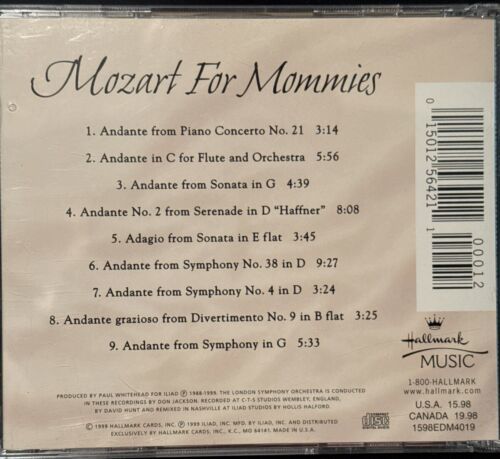 Mozart For Mommies
1. Andante from Piano Concerto No. 21 3:14
2. Andante in C for Flute and Orchestra 5:56
3. Andante from Sonata in G 4:39
4. Andante No. 2 from Serenade in D "Haffner" 8:08
5. Adagio from Sonata in E flat 3:45
6. Andante from Symphony No. 38 in D 9:27
7. Andante from Symphony No. 4 in D 3:24
8. Andante grazioso from Divertimento No. 9 in B flat 3:25
9. Andante from Symphony in G 5:33
0 15012 56421 1
00012
Hallmark
MUSIC
1-800-HALLMARK
U.S.A. 15.98
CANADA 19.98
1598EDM4019
PRODUCED BY PAUL WHITEHEAD FOR ILIAD ℗ 1988-1999. THE LONDON SYMPHONY ORCHESTRA IS CONDUCTED
IN THESE RECORDINGS BY DON JACKSON. RECORDED AT C-T-S STUDIOS WEMBLEY, ENGLAND,
BY DAVID HUNT AND REMIXED IN NASHVILLE AT ILIAD STUDIOS BY HOLLIS HALFORD.
© 1999 HALLMARK CARDS, INC. ℗ 1999 ILIAD, INC. MFD. BY ILIAD, INC. AND DISTRIBUTED
EXCLUSIVELY BY HALLMARK CARDS, INC., K.C., MO 64141. MADE IN U.S.A.
COMPACT
disc
DIGITAL AUDIO